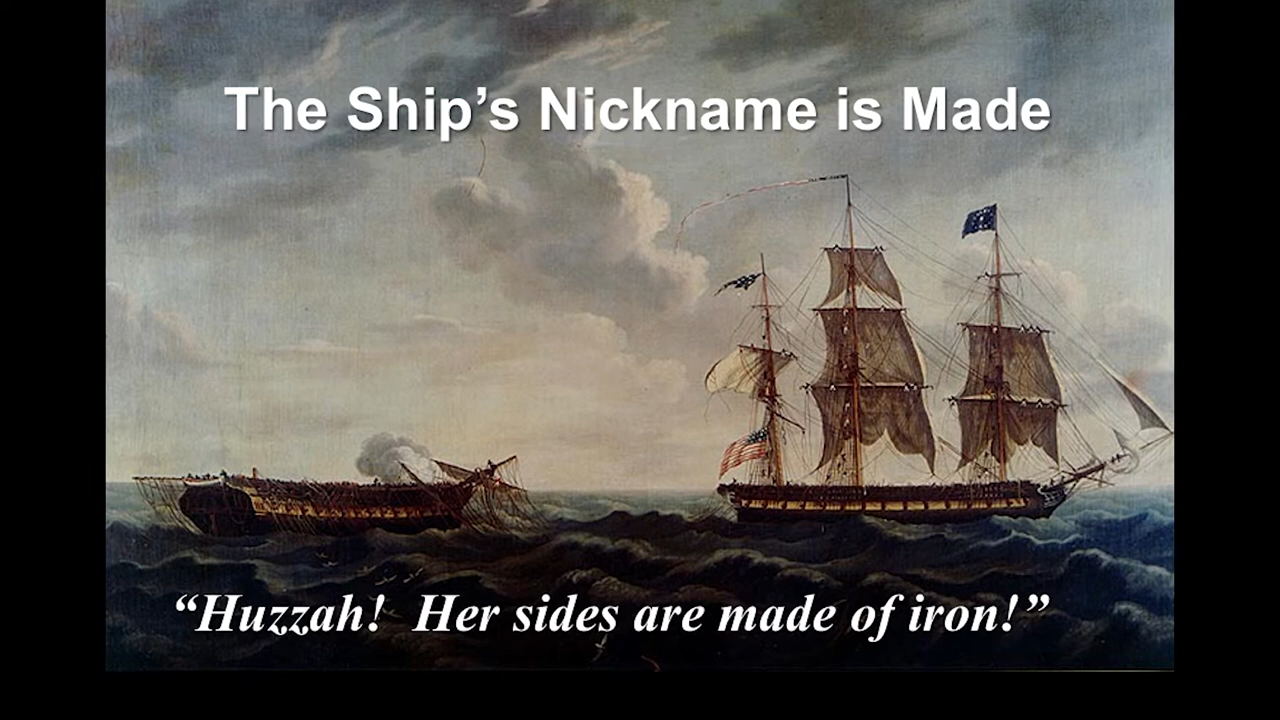 The Ship’s Nickname is Made
“Huzzah!  Her sides are made of iron!”